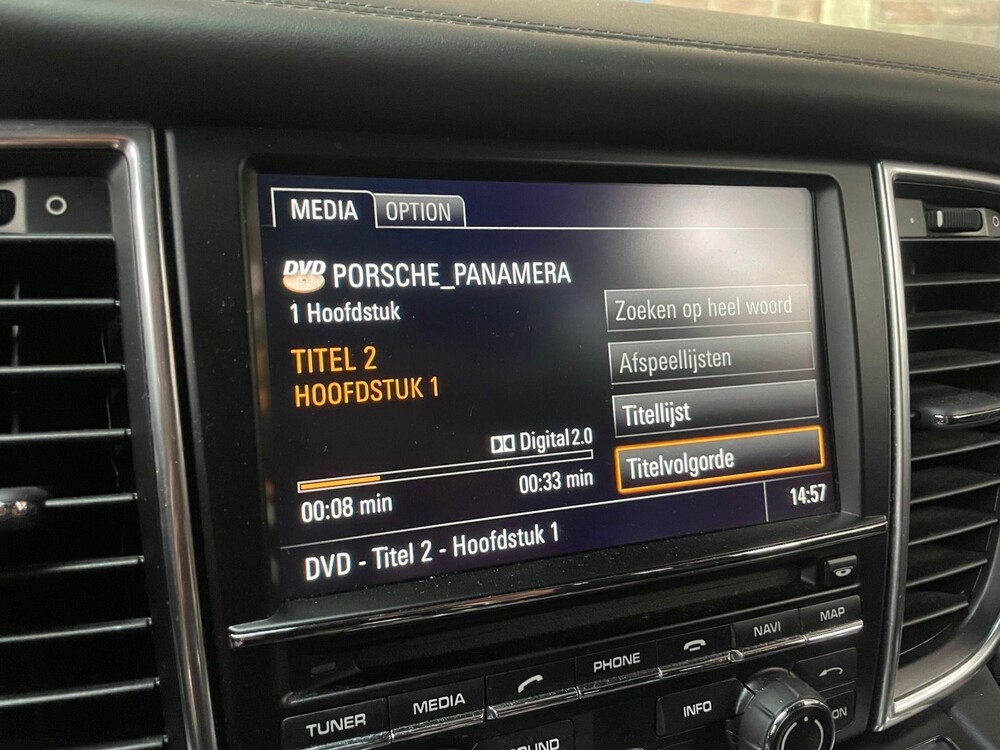 MEDIA
OPTION
DVD PORSCHE_PANAMERA
1 Hoofdstuk
TITEL 2
HOOFDSTUK 1
Digital 2.0
00:08 min
00:33 min
Zoeken op heel woord
Afspeellijsten
Titellijst
Titelvolgorde
14:57
DVD - Titel 2 - Hoofdstuk 1
TUNER
MEDIA
PHONE
NAVI
MAP
INFO